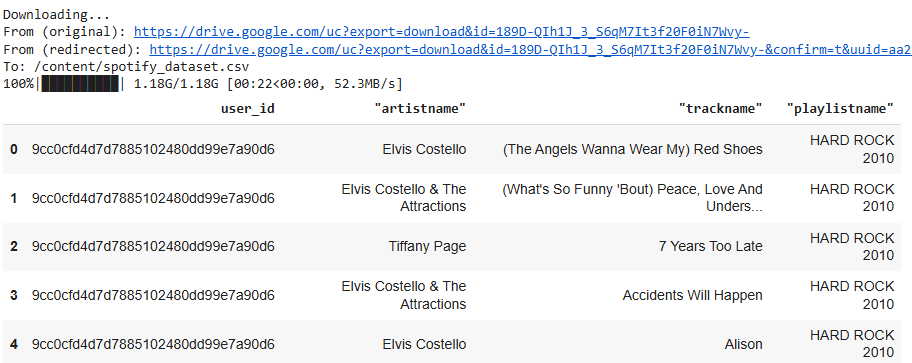 Downloading...
From (original): https://drive.google.com/uc?export=download&id=189D-QIh1J_3_S6qM7It3f20F0iN7Wvy-
From (redirected): https://drive.google.com/uc?export=download&id=189D-QIh1J_3_S6qM7It3f20F0iN7Wvy-&confirm=t&uuid=aa2
To: /content/spotify_dataset.csv
100%|██████████| 1.18G/1.18G [00:22<00:00, 52.3MB/s]
user_id "artistname" "trackname" "playlistname"
0 9cc0cfd4d7d7885102480dd99e7a90d6 Elvis Costello (The Angels Wanna Wear My) Red Shoes HARD ROCK
2010
1 9cc0cfd4d7d7885102480dd99e7a90d6 Elvis Costello & The
Attractions (What's So Funny 'Bout) Peace, Love And
Unders... HARD ROCK
2010
2 9cc0cfd4d7d7885102480dd99e7a90d6 Tiffany Page 7 Years Too Late HARD ROCK
2010
3 9cc0cfd4d7d7885102480dd99e7a90d6 Elvis Costello & The
Attractions Accidents Will Happen HARD ROCK
2010
4 9cc0cfd4d7d7885102480dd99e7a90d6 Elvis Costello Alison HARD ROCK
2010